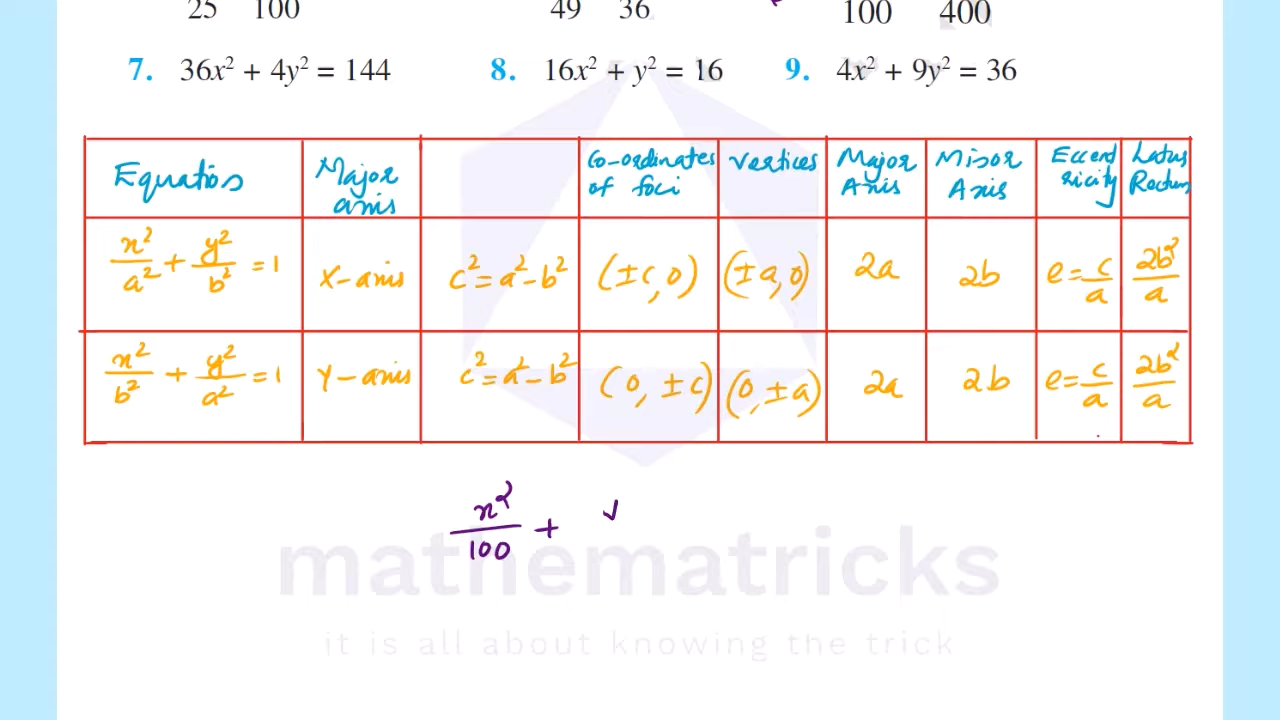 25 100 49 36 100 400
7. 36x² + 4y² = 144 8. 16x² + y² = 16 9. 4x² + 9y² = 36
Equation | Major axis | | Co-ordinates of foci | Vertices | Major Axis | Minor Axis | Eccentricity | Latus Rectum
x²/a² + y²/b² = 1 | X-axis | c² = a² - b² | (±c, 0) | (±a, 0) | 2a | 2b | e = c/a | 2b²/a
x²/b² + y²/a² = 1 | Y-axis | c² = a² - b² | (0, ±c) | (0, ±a) | 2a | 2b | e = c/a | 2b²/a
x²/100 +
mathematricks
it is all about knowing the trick